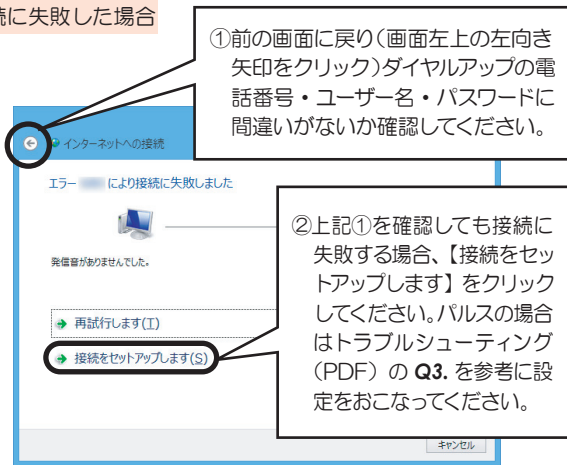 続に失敗した場合
①前の画面に戻り（画面左上の左向き
矢印をクリック）ダイヤルアップの電
話番号・ユーザー名・パスワードに
間違いがないか確認してください。
インターネットへの接続
エラー により接続に失敗しました
発信音がありませんでした。
②上記①を確認しても接続に
失敗する場合、【接続をセッ
トアップします】をクリック
してください。パルスの場合
はトラブルシューティング
（PDF）の Q3. を参考に設
定をおこなってください。
再試行します(T)
接続をセットアップします(S)
キャンセル